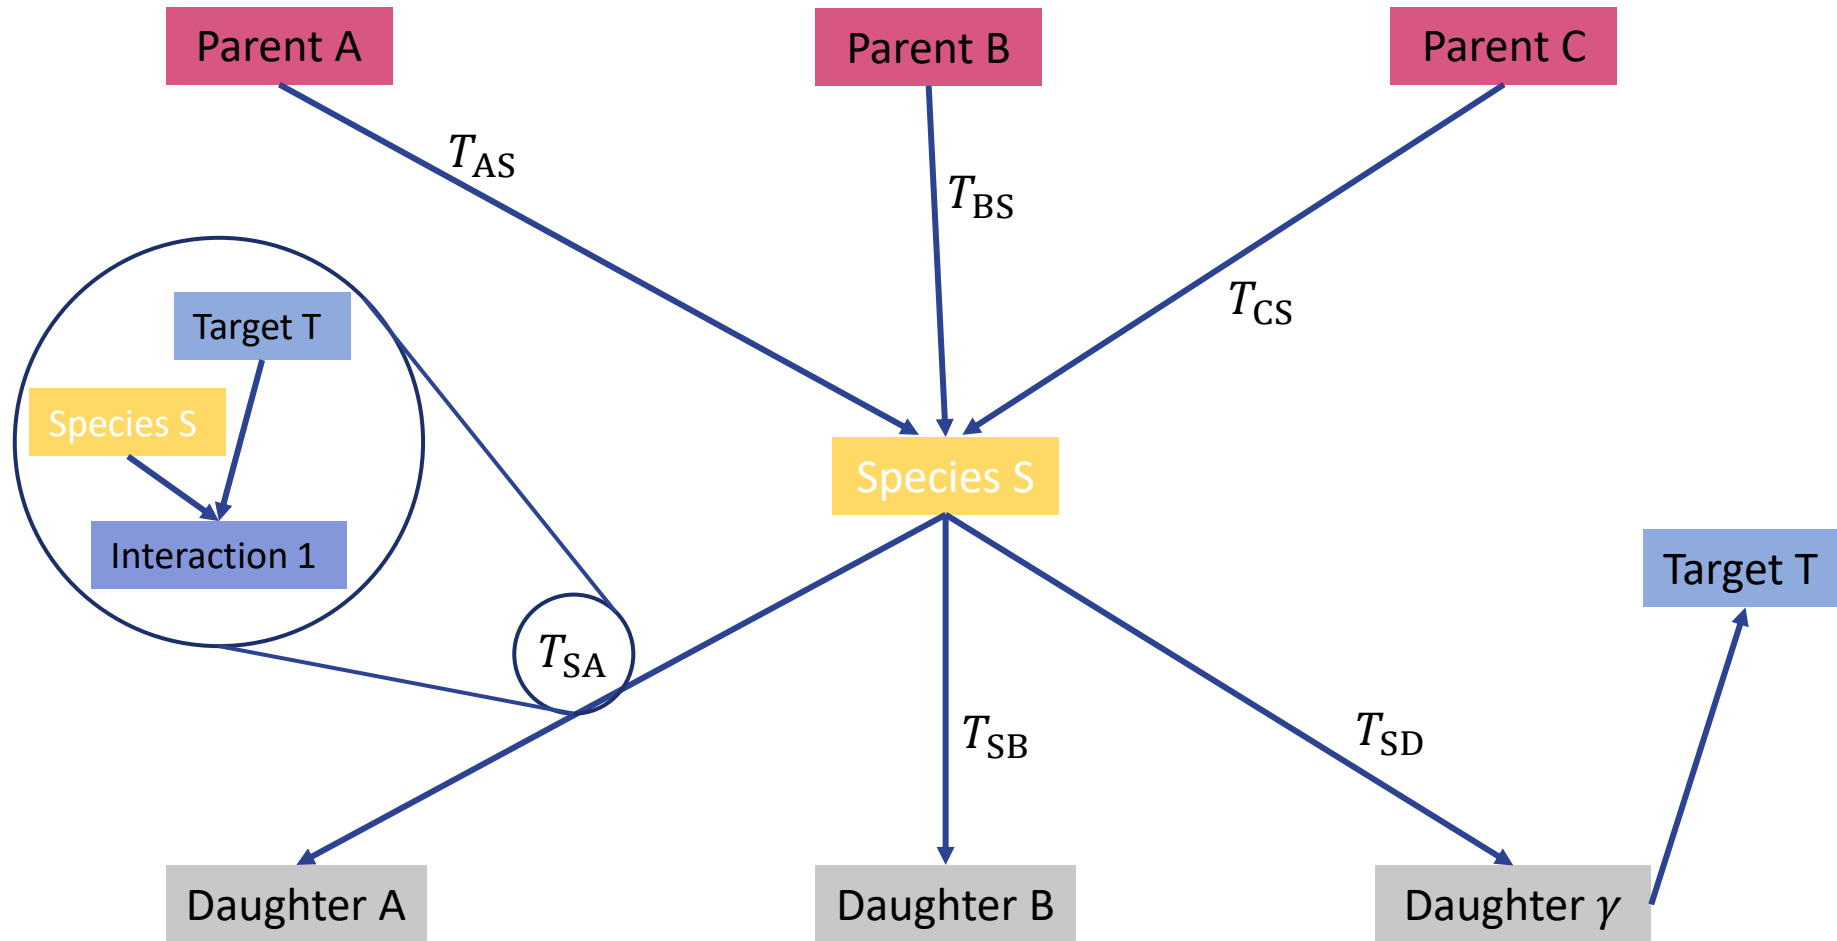 Parent A
Parent B
Parent C
T_AS
T_BS
T_CS
Target T
Species S
Interaction 1
Species S
Target T
T_SA
T_SB
T_SD
Daughter A
Daughter B
Daughter γ